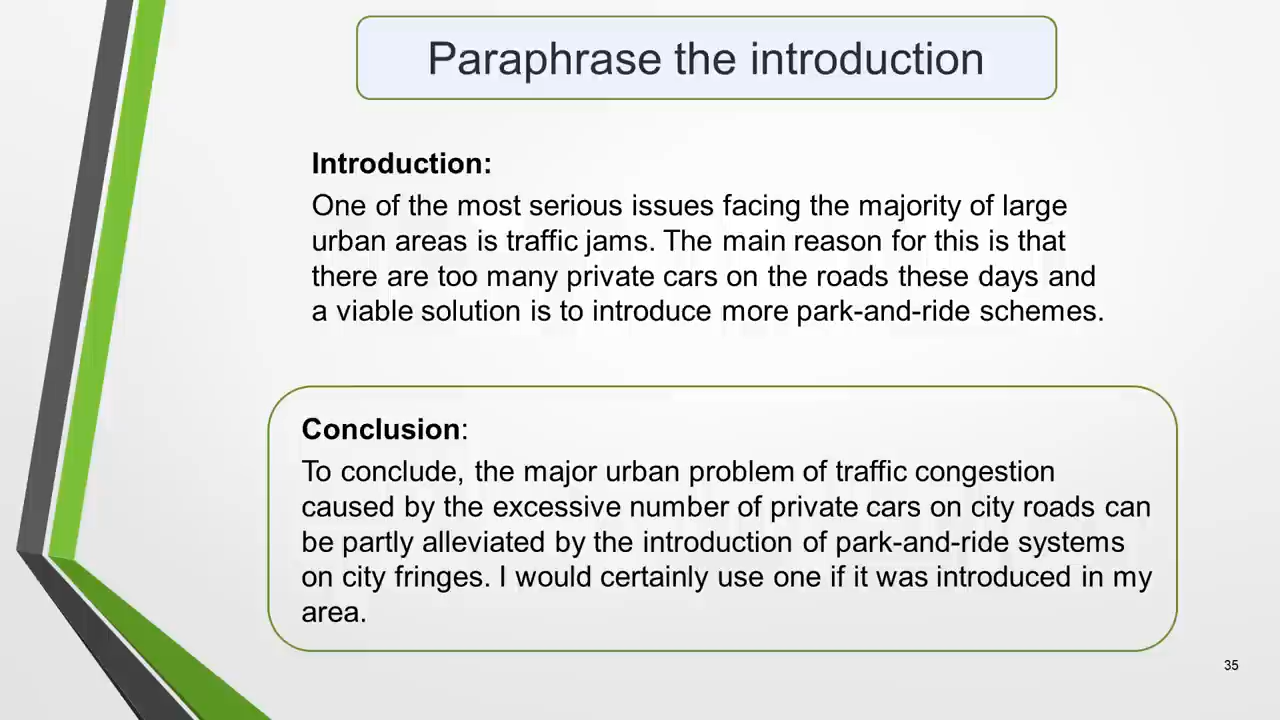 Paraphrase the introduction
Introduction:
One of the most serious issues facing the majority of large
urban areas is traffic jams. The main reason for this is that
there are too many private cars on the roads these days and
a viable solution is to introduce more park-and-ride schemes.
Conclusion:
To conclude, the major urban problem of traffic congestion
caused by the excessive number of private cars on city roads can
be partly alleviated by the introduction of park-and-ride systems
on city fringes. I would certainly use one if it was introduced in my
area.
35